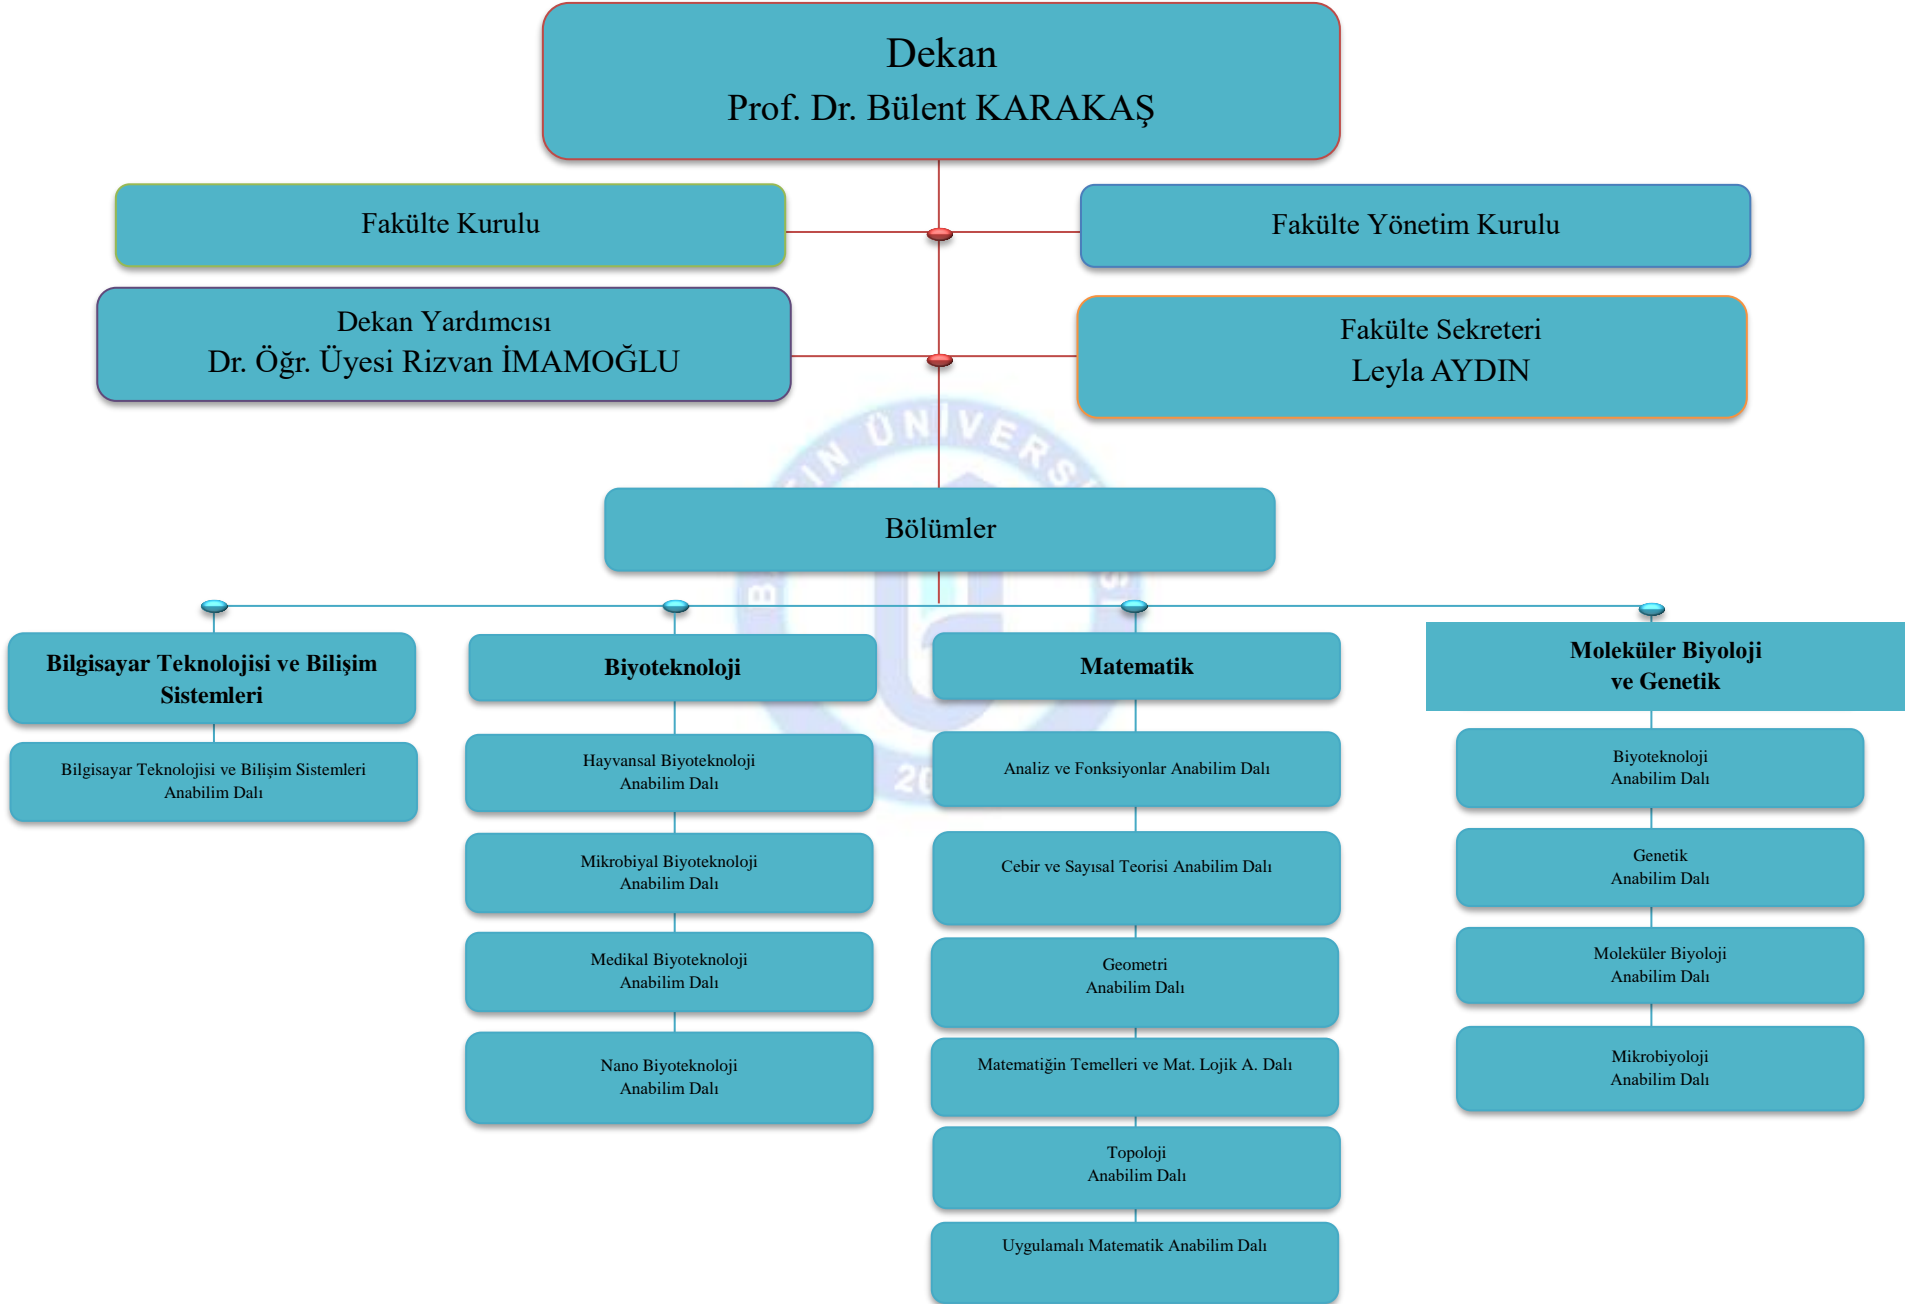 Dekan
Prof. Dr. Bülent KARAKAŞ
Fakülte Kurulu
Fakülte Yönetim Kurulu
Dekan Yardımcısı
Dr. Öğr. Üyesi Rizvan İMAMOĞLU
Fakülte Sekreteri
Leyla AYDIN
Bölümler
Bilgisayar Teknolojisi ve Bilişim
Sistemleri
Bilgisayar Teknolojisi ve Bilişim Sistemleri
Anabilim Dalı
Biyoteknoloji
Hayvansal Biyoteknoloji
Anabilim Dalı
Mikrobiyal Biyoteknoloji
Anabilim Dalı
Medikal Biyoteknoloji
Anabilim Dalı
Nano Biyoteknoloji
Anabilim Dalı
Matematik
Analiz ve Fonksiyonlar Anabilim Dalı
Cebir ve Sayısal Teorisi Anabilim Dalı
Geometri
Anabilim Dalı
Matematiğin Temelleri ve Mat. Lojik A. Dalı
Topoloji
Anabilim Dalı
Uygulamalı Matematik Anabilim Dalı
Moleküler Biyoloji
ve Genetik
Biyoteknoloji
Anabilim Dalı
Genetik
Anabilim Dalı
Moleküler Biyoloji
Anabilim Dalı
Mikrobiyoloji
Anabilim Dalı